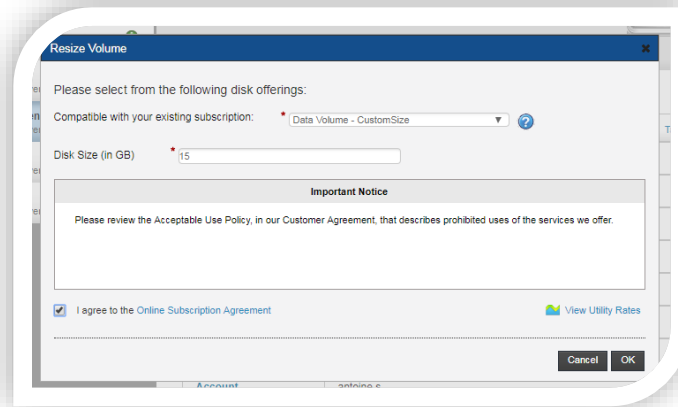 Resize Volume
Please select from the following disk offerings:
Compatible with your existing subscription: * Data Volume - CustomSize
Disk Size (in GB) * 15
Important Notice
Please review the Acceptable Use Policy, in our Customer Agreement, that describes prohibited uses of the services we offer.
I agree to the Online Subscription Agreement
View Utility Rates
Cancel OK
Account antoine s